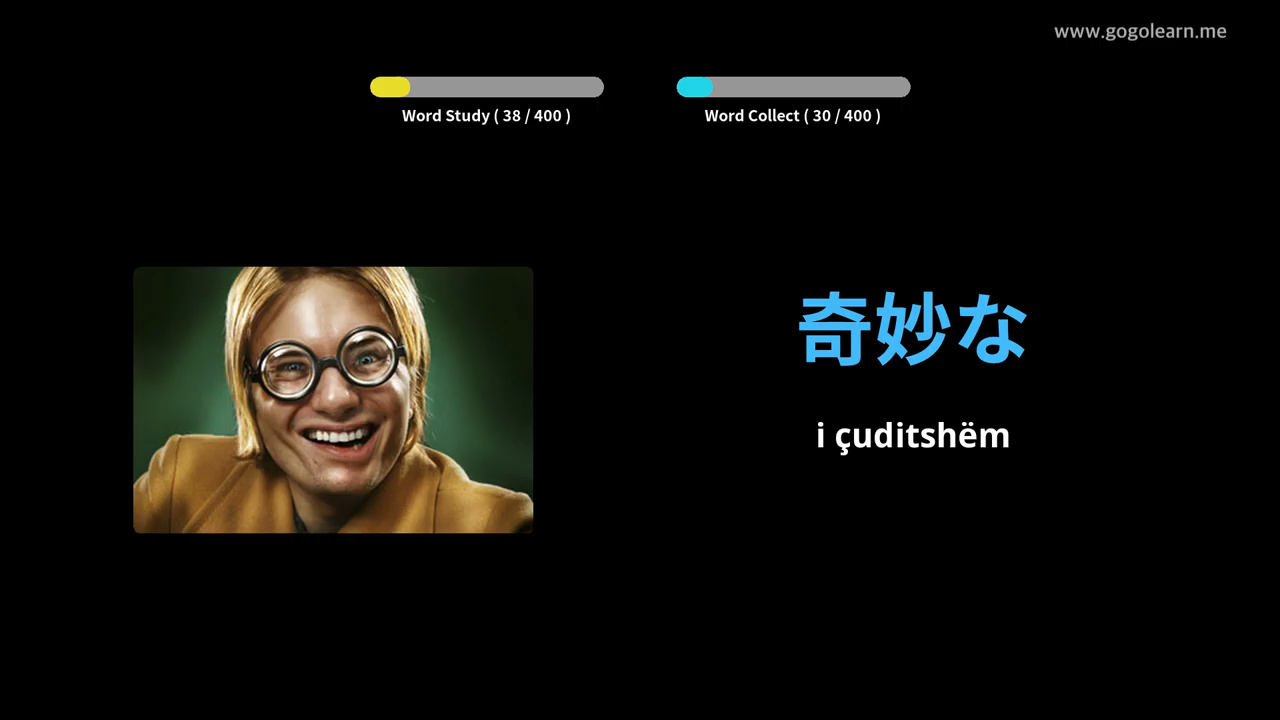 www.gogolearn.me
Word Study ( 38 / 400 )
Word Collect ( 30 / 400 )
奇妙な
i çuditshëm